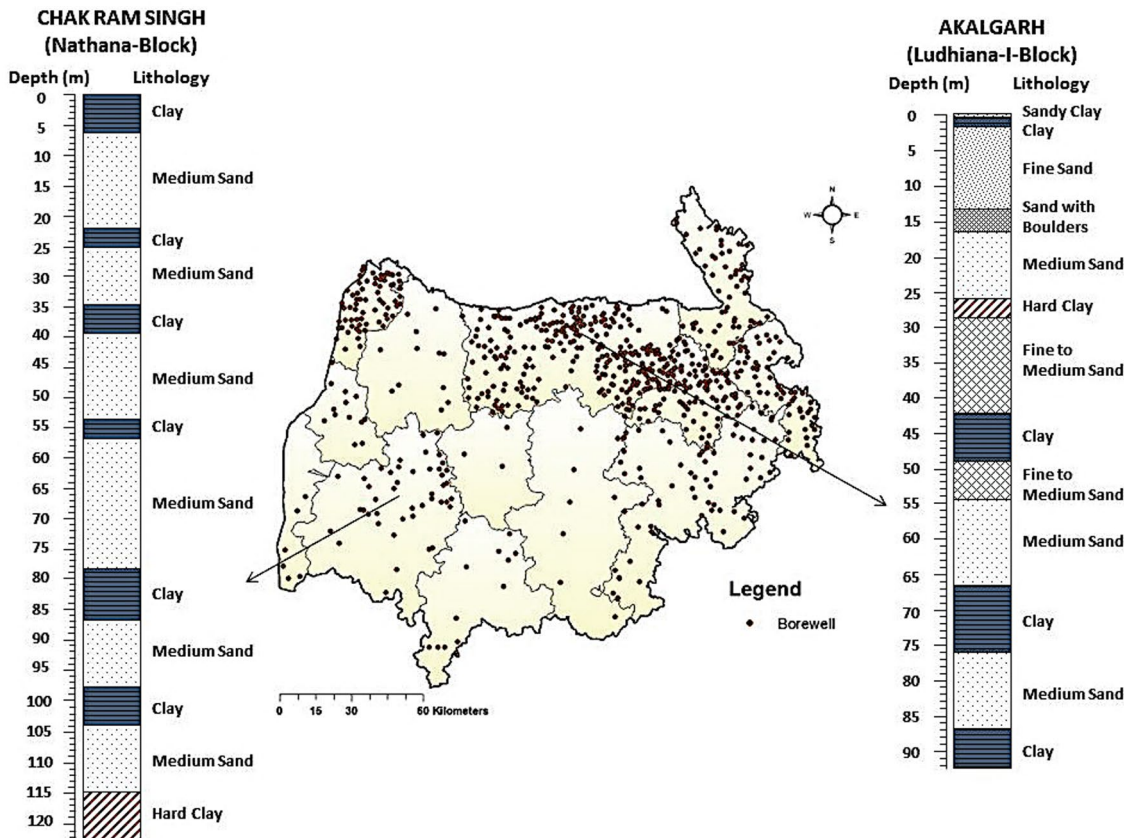 CHAK RAM SINGH
(Nathana-Block)
Depth (m) Lithology
0
5
10
15
20
25
30
35
40
45
50
55
60
65
70
75
80
85
90
95
100
105
110
115
120
Clay
Medium Sand
Clay
Medium Sand
Clay
Medium Sand
Clay
Medium Sand
Clay
Medium Sand
Clay
Medium Sand
Hard Clay
N
W E
S
Legend
Borewell
0 15 30 60 Kilometers
AKALGARH
(Ludhiana-I-Block)
Depth (m) Lithology
0
5
10
15
20
25
30
35
40
45
50
55
60
65
70
75
80
85
90
Sandy Clay
Clay
Fine Sand
Sand with
Boulders
Medium Sand
Hard Clay
Fine to
Medium Sand
Clay
Fine to
Medium Sand
Medium Sand
Clay
Medium Sand
Clay